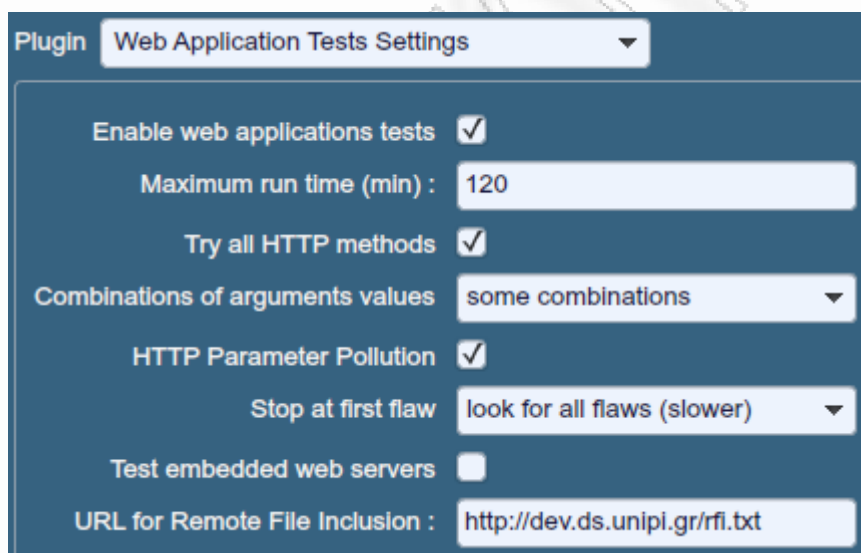 Plugin Web Application Tests Settings
Enable web applications tests
Maximum run time (min) : 120
Try all HTTP methods
Combinations of arguments values some combinations
HTTP Parameter Pollution
Stop at first flaw look for all flaws (slower)
Test embedded web servers
URL for Remote File Inclusion : http://dev.ds.unipi.gr/rfi.txt